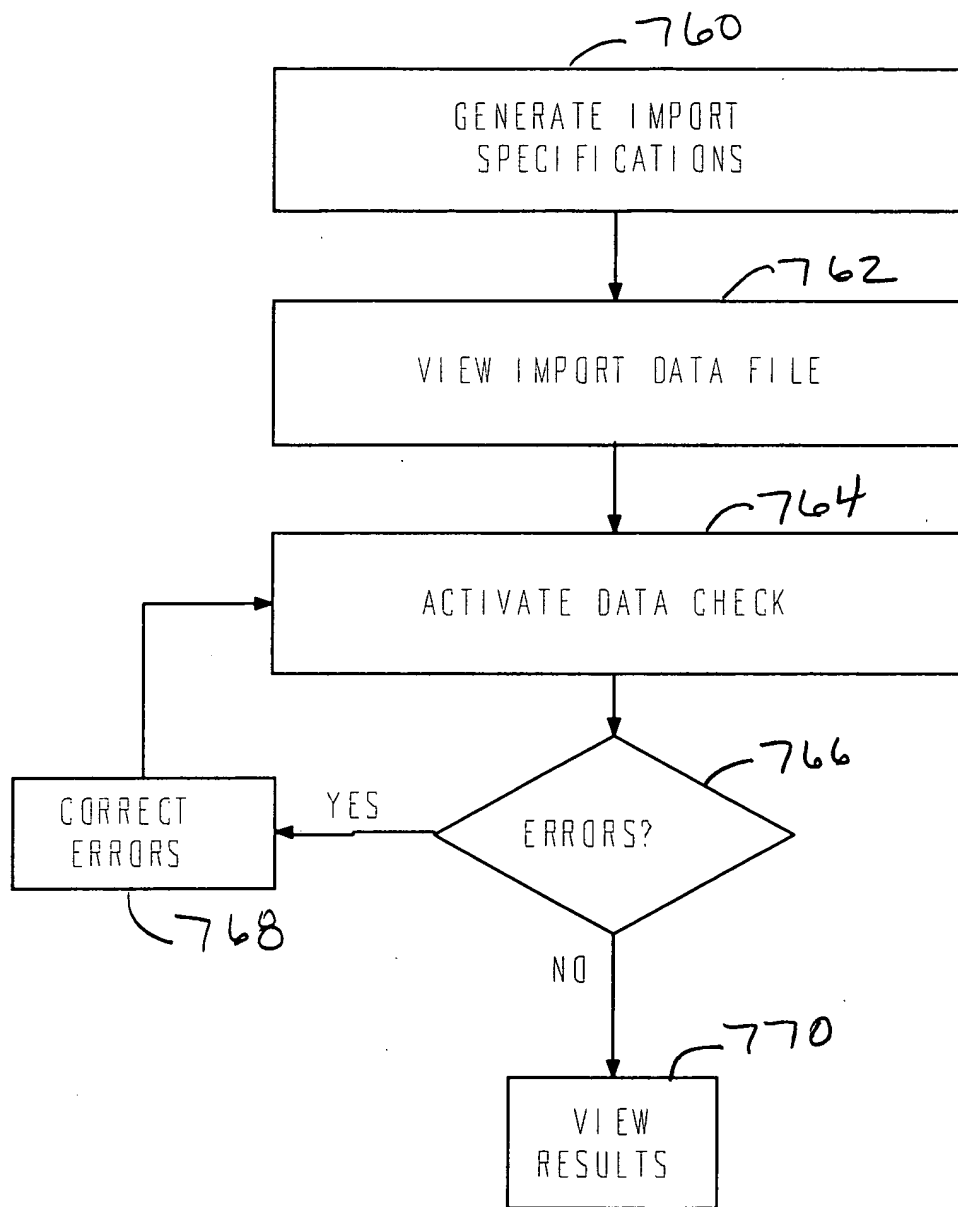 760
GENERATE IMPORT
SPECIFICATIONS
762
VIEW IMPORT DATA FILE
764
ACTIVATE DATA CHECK
766
ERRORS?
YES
CORRECT
ERRORS
768
NO
770
VIEW
RESULTS